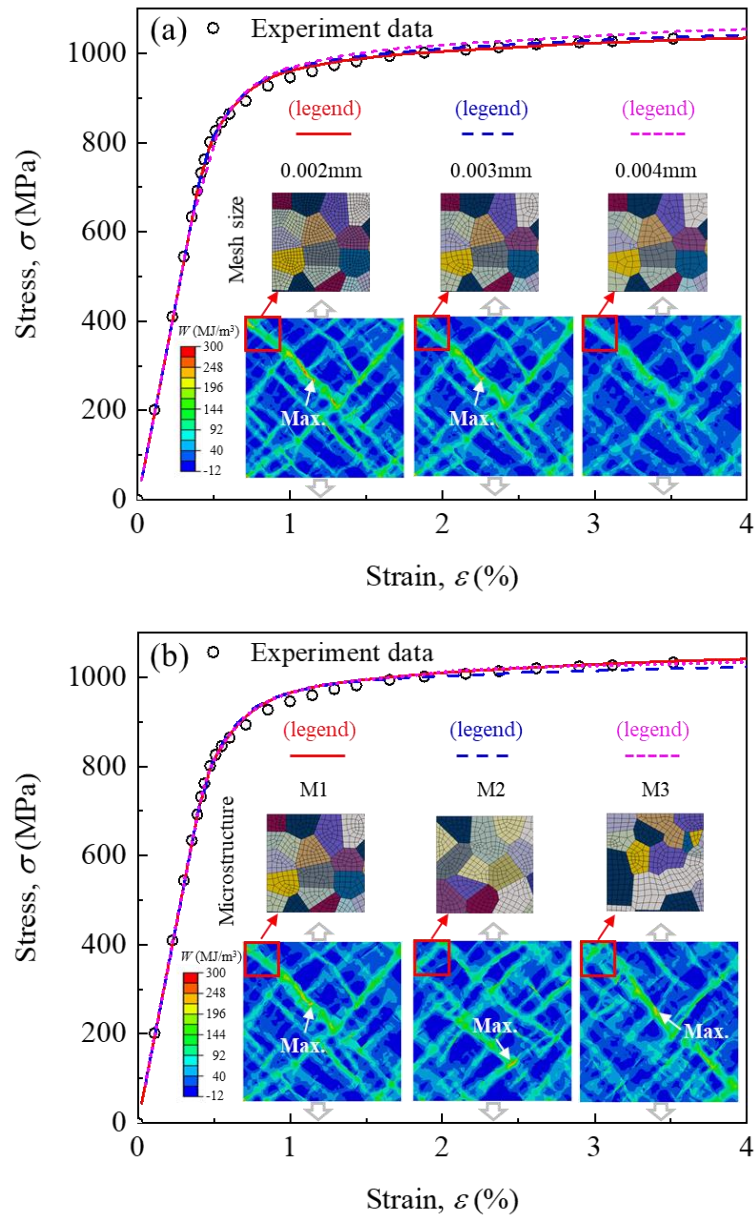 (a)
Experiment data
1000
800
600
400
200
0
Stress, σ (MPa)
(legend)
(legend)
(legend)
0.002mm
0.003mm
0.004mm
Mesh size
W (MJ/m³)
300
248
196
144
92
40
-12
Max.
Max.
0
1
2
3
4
Strain, ε (%)
(b)
Experiment data
1000
800
600
400
200
0
Stress, σ (MPa)
(legend)
(legend)
(legend)
M1
M2
M3
Microstructure
W (MJ/m³)
300
248
196
144
92
40
-12
Max.
Max.
Max.
0
1
2
3
4
Strain, ε (%)